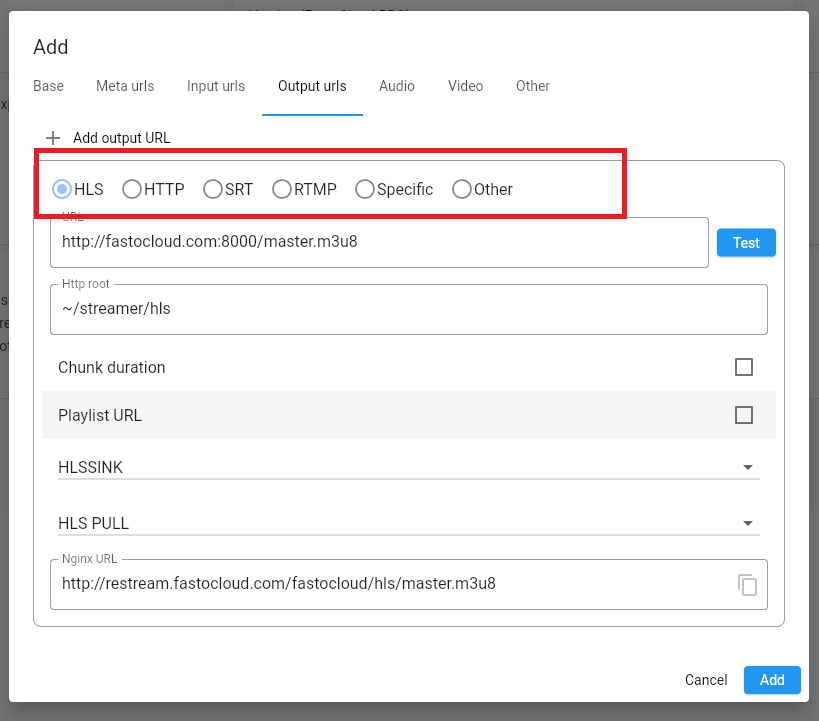 Add
Base Meta urls Input urls Output urls Audio Video Other
Add output URL
HLS HTTP SRT RTMP Specific Other
URL
http://fastocloud.com:8000/master.m3u8
Test
Http root
~/streamer/hls
Chunk duration
Playlist URL
HLSSINK
HLS PULL
Nginx URL
http://restream.fastocloud.com/fastocloud/hls/master.m3u8
Cancel Add